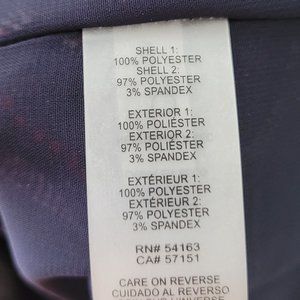 SHELL 1:
100% POLYESTER
SHELL 2:
97% POLYESTER
3% SPANDEX
EXTERIOR 1:
100% POLIÉSTER
EXTERIOR 2:
97% POLIÉSTER
3% SPANDEX
EXTÉRIEUR 1:
100% POLYESTER
EXTÉRIEUR 2:
97% POLYESTER
3% SPANDEX
RN# 54163
CA# 57151
CARE ON REVERSE
CUIDADO AL REVERSO